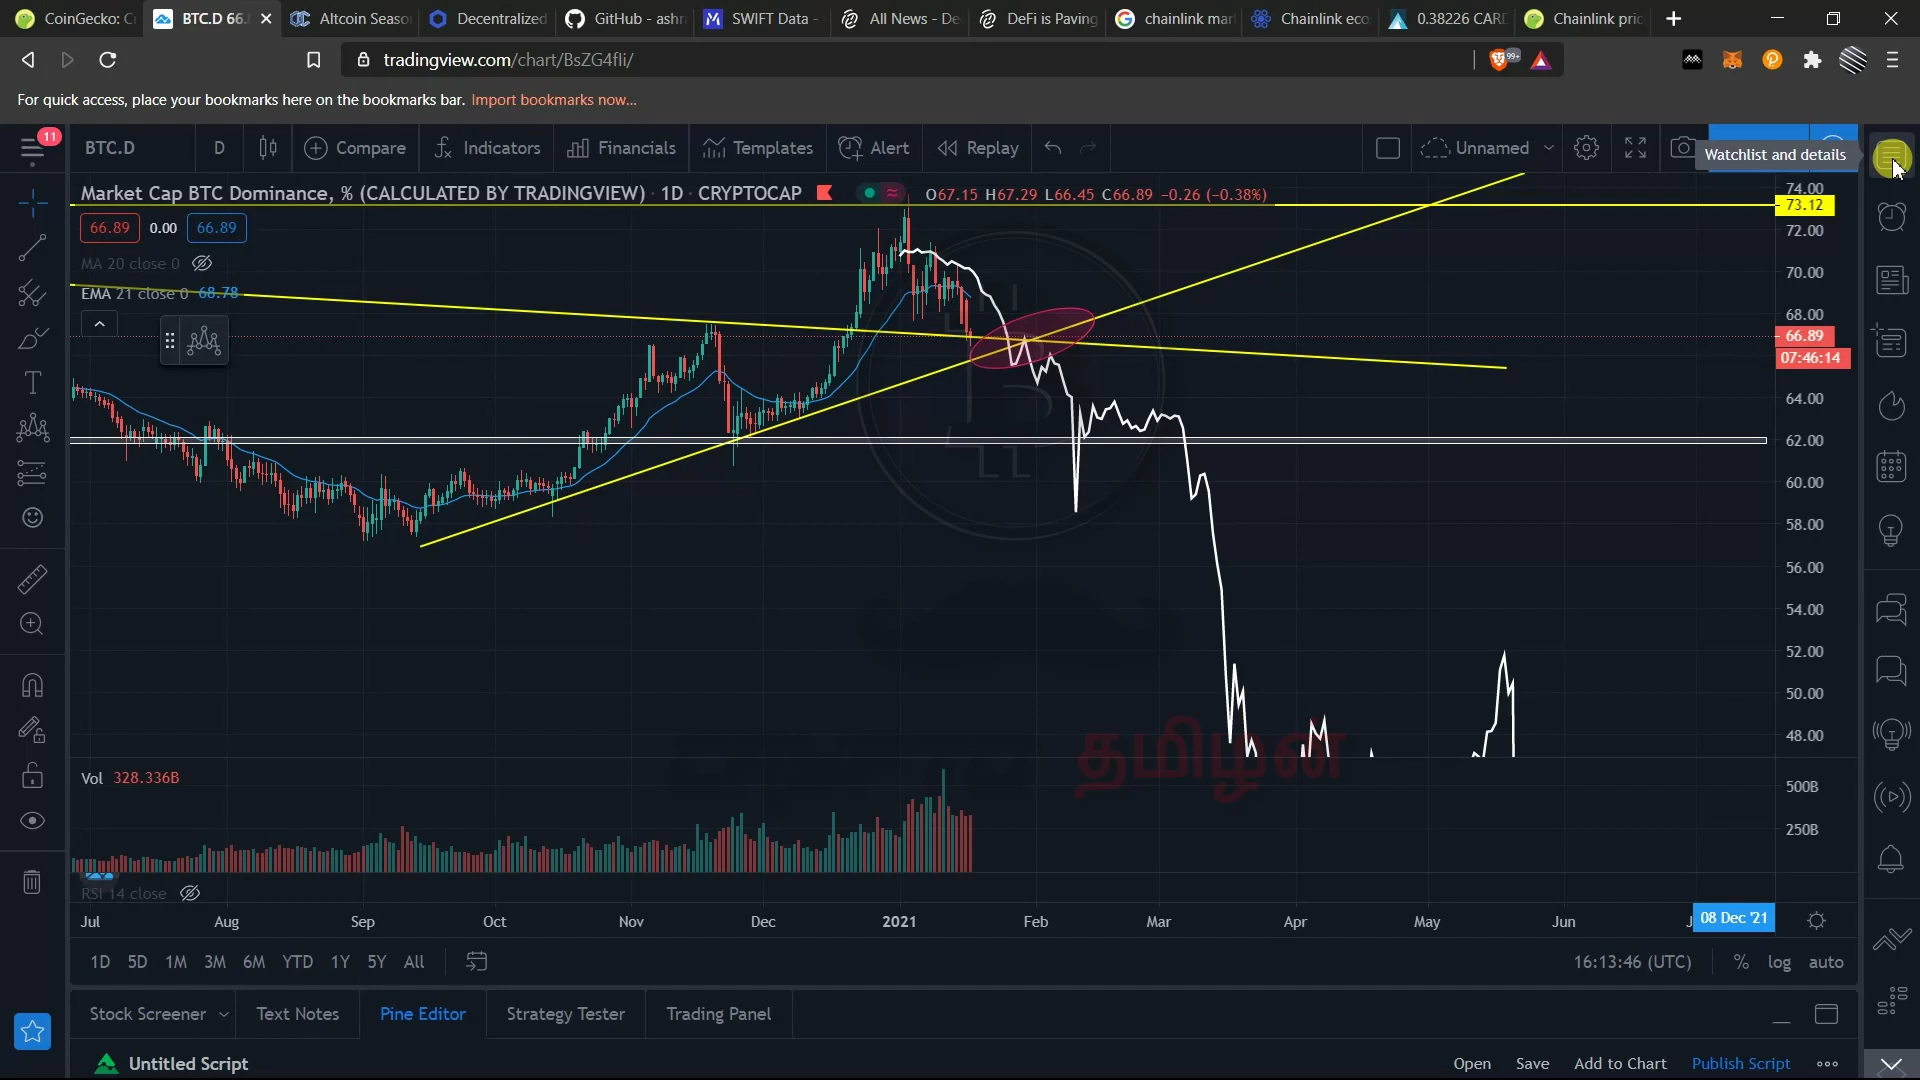 CoinGecko: C
BTC.D 66.
Altcoin Seaso
Decentralized
GitHub - ashr
SWIFT Data -
All News - De
DeFi is Paving
chainlink mar
Chainlink eco
0.38226 CARD
Chainlink pric
tradingview.com/chart/BsZG4fli/
99+
For quick access, place your bookmarks here on the bookmarks bar. Import bookmarks now...
11
BTC.D
D
Compare
Indicators
Financials
Templates
Alert
Replay
Unnamed
Watchlist and details
Market Cap BTC Dominance, % (CALCULATED BY TRADINGVIEW) · 1D · CRYPTOCAP
O67.15 H67.29 L66.45 C66.89 -0.26 (-0.38%)
66.89 0.00 66.89
MA 20 close 0
EMA 21 close 0 68.78
74.00
73.12
72.00
70.00
68.00
66.89
07:46:14
64.00
62.00
60.00
58.00
56.00
54.00
52.00
50.00
48.00
தமிழன்
Vol 328.336B
500B
250B
RSI 14 close
Jul Aug Sep Oct Nov Dec 2021 Feb Mar Apr May Jun J 08 Dec '21
1D 5D 1M 3M 6M YTD 1Y 5Y All
16:13:46 (UTC) % log auto
Stock Screener Text Notes Pine Editor Strategy Tester Trading Panel
Untitled Script
Open Save Add to Chart Publish Script